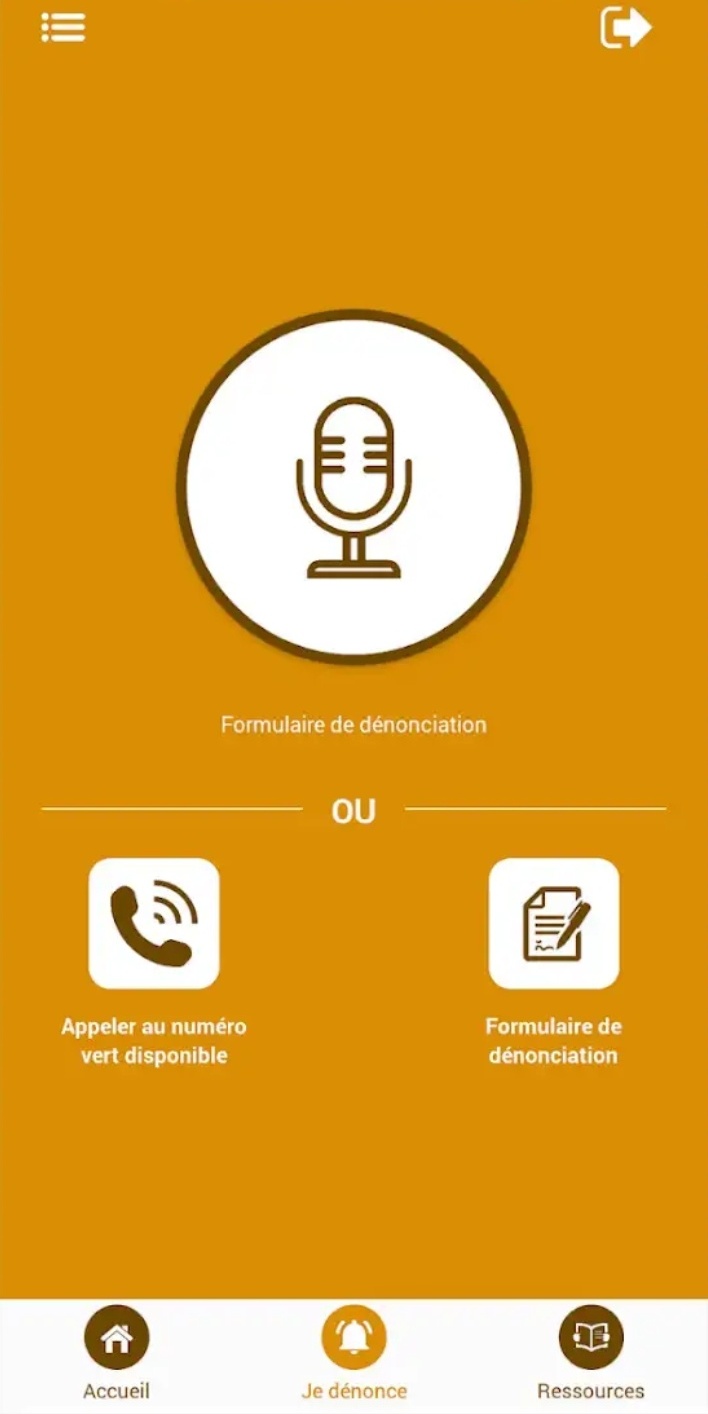 Formulaire de dénonciation
OU
Appeler au numéro
vert disponible
Formulaire de
dénonciation
Accueil
Je dénonce
Ressources